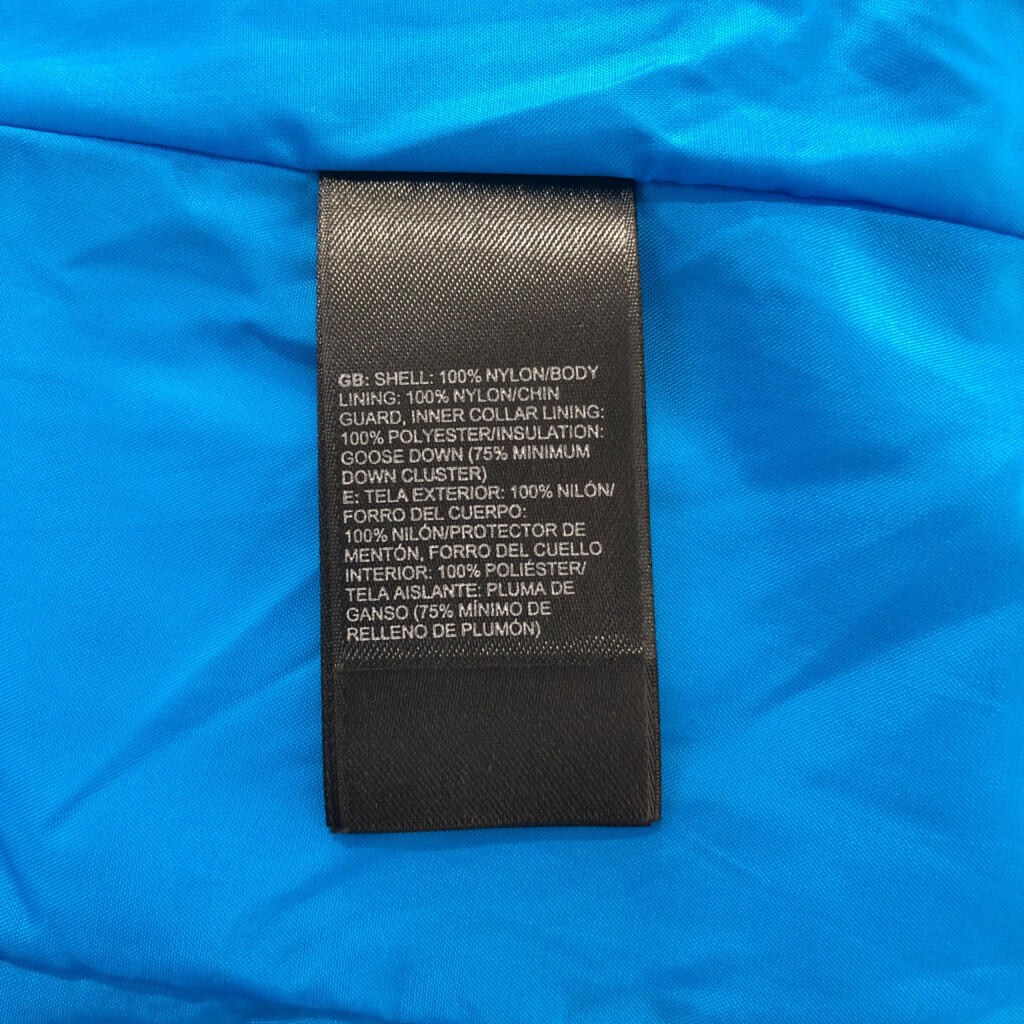 GB: SHELL: 100% NYLON/BODY
LINING: 100% NYLON/CHIN
GUARD, INNER COLLAR LINING:
100% POLYESTER/INSULATION:
GOOSE DOWN (75% MINIMUM
DOWN CLUSTER)
E: TELA EXTERIOR: 100% NILÓN/
FORRO DEL CUERPO:
100% NILÓN/PROTECTOR DE
MENTÓN, FORRO DEL CUELLO
INTERIOR: 100% POLIÉSTER/
TELA AISLANTE: PLUMA DE
GANSO (75% MÍNIMO DE
RELLENO DE PLUMÓN)